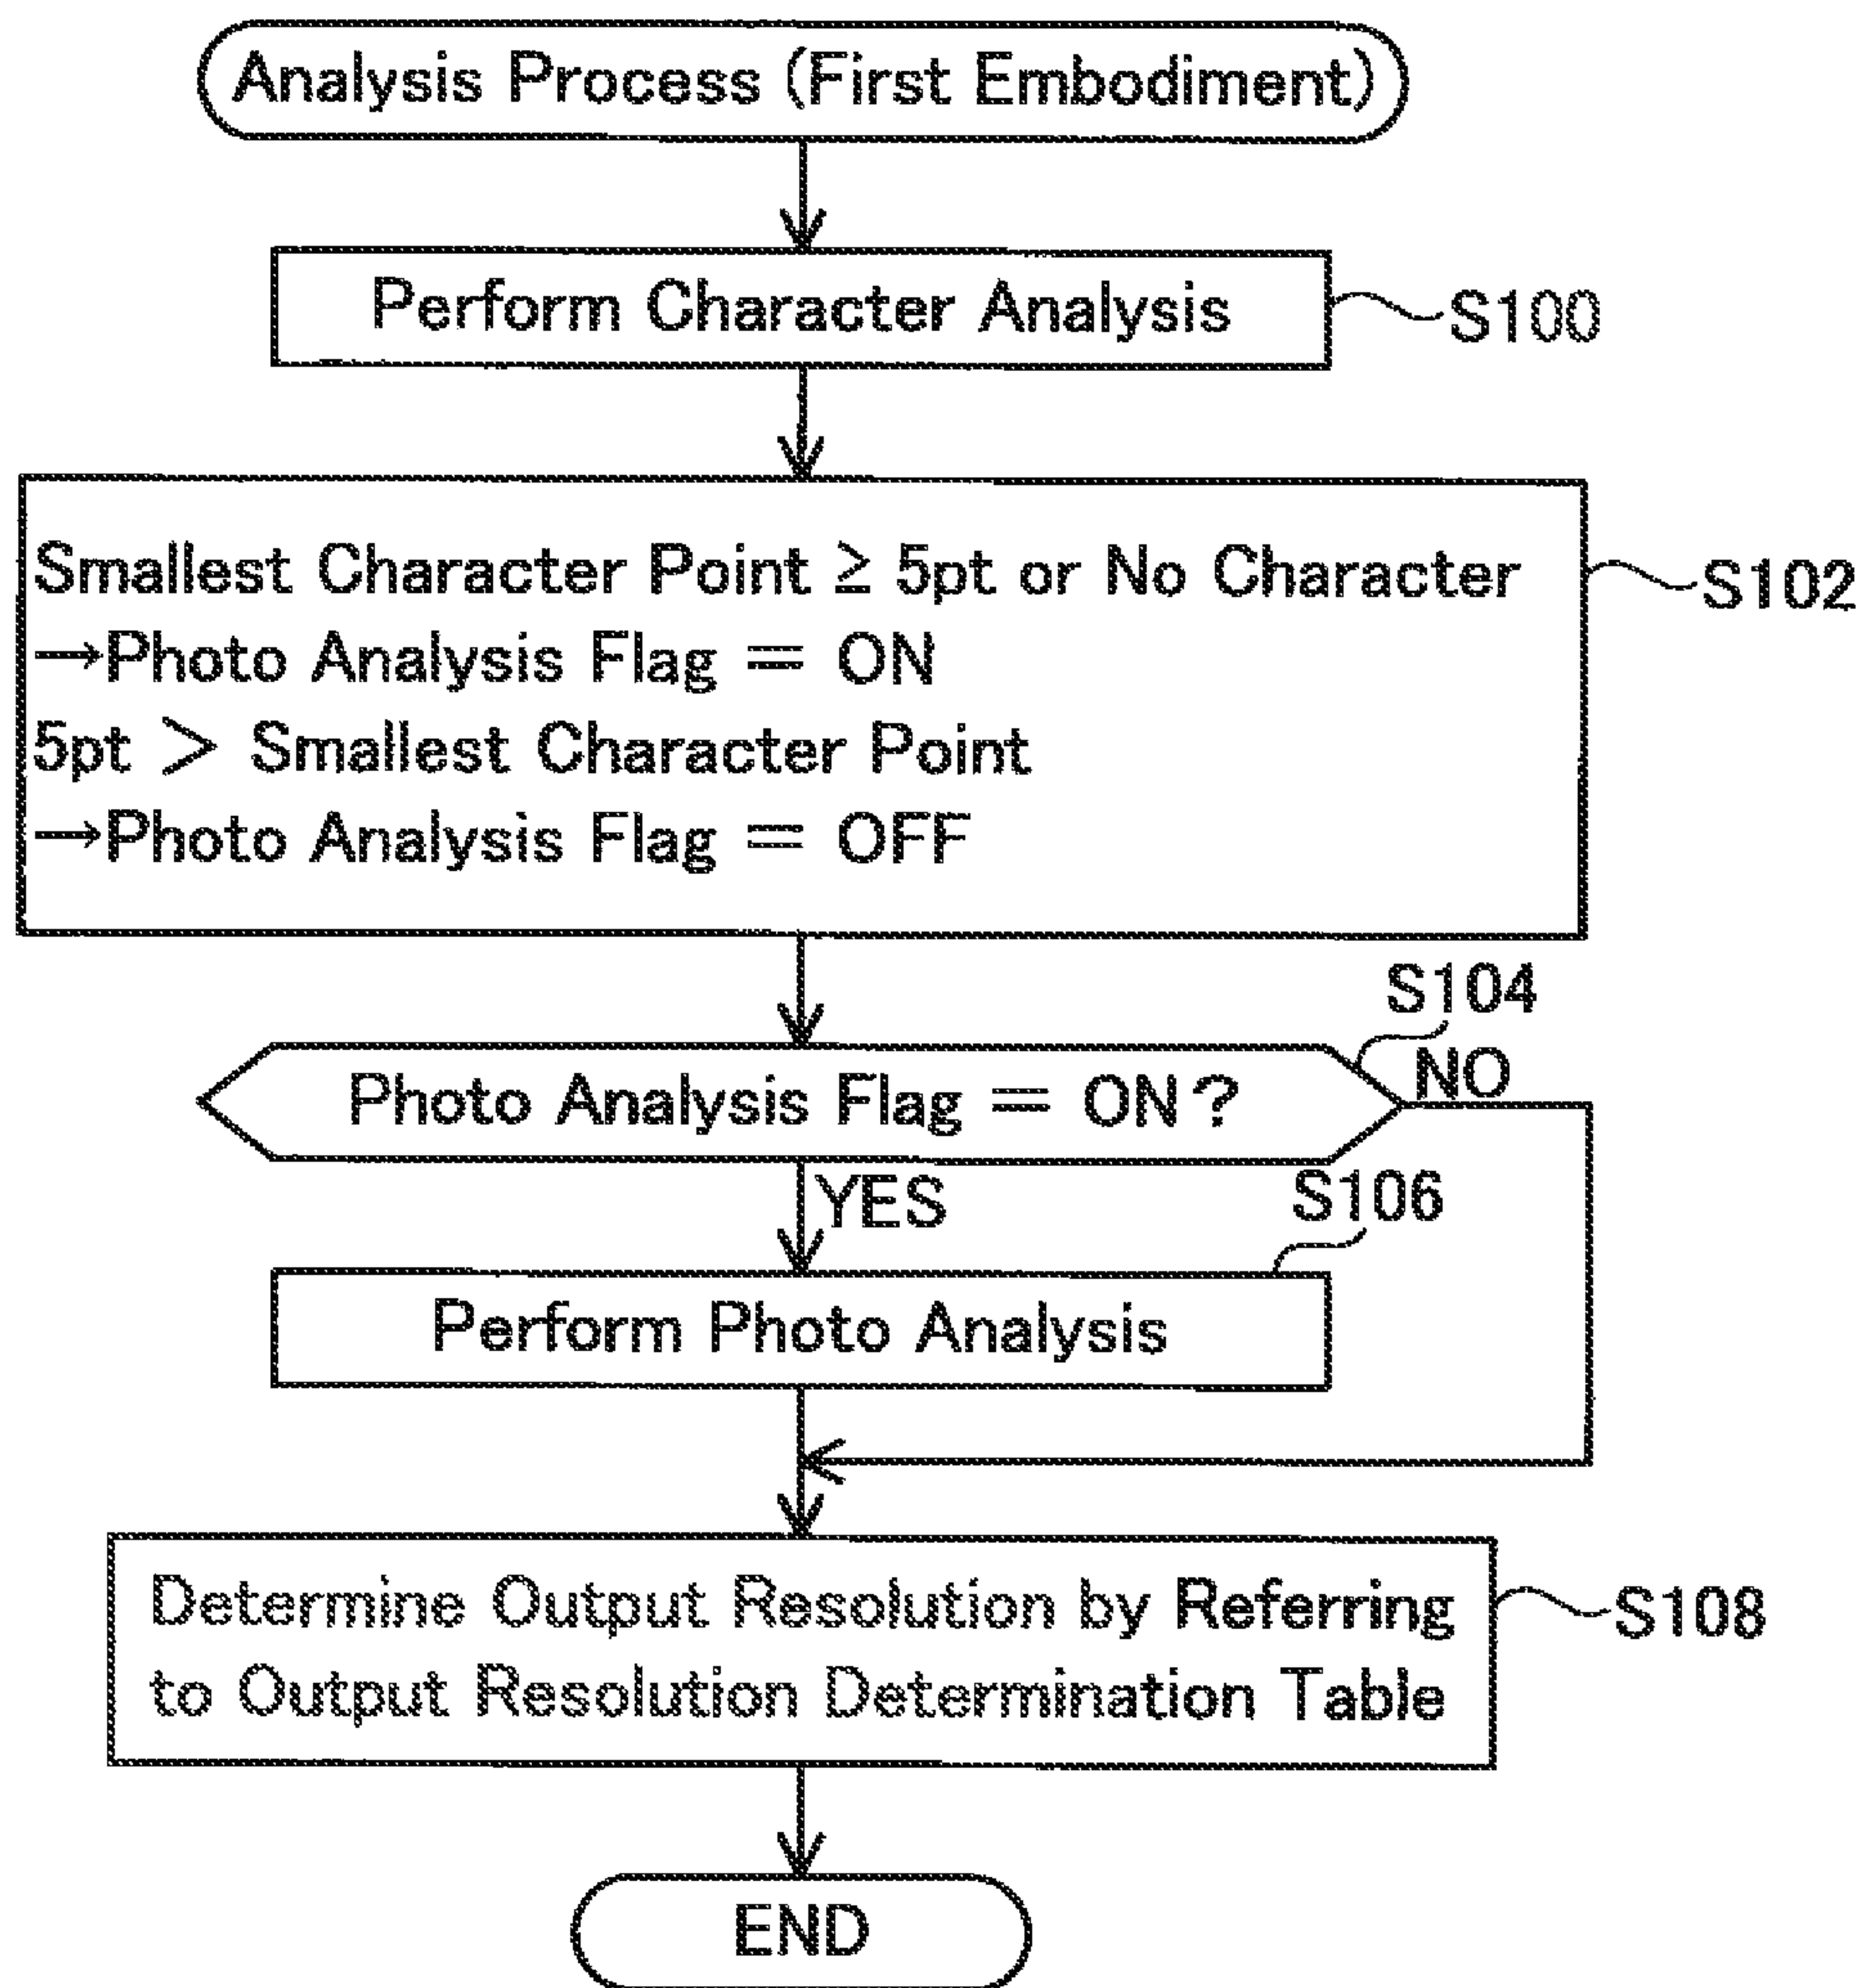 Analysis Process (First Embodiment)
Perform Character Analysis
S100
Smallest Character Point ≧ 5pt or No Character
→Photo Analysis Flag = ON
5pt > Smallest Character Point
→Photo Analysis Flag = OFF
S102
S104
Photo Analysis Flag = ON?
NO
YES
S106
Perform Photo Analysis
Determine Output Resolution by Referring
to Output Resolution Determination Table
S108
END